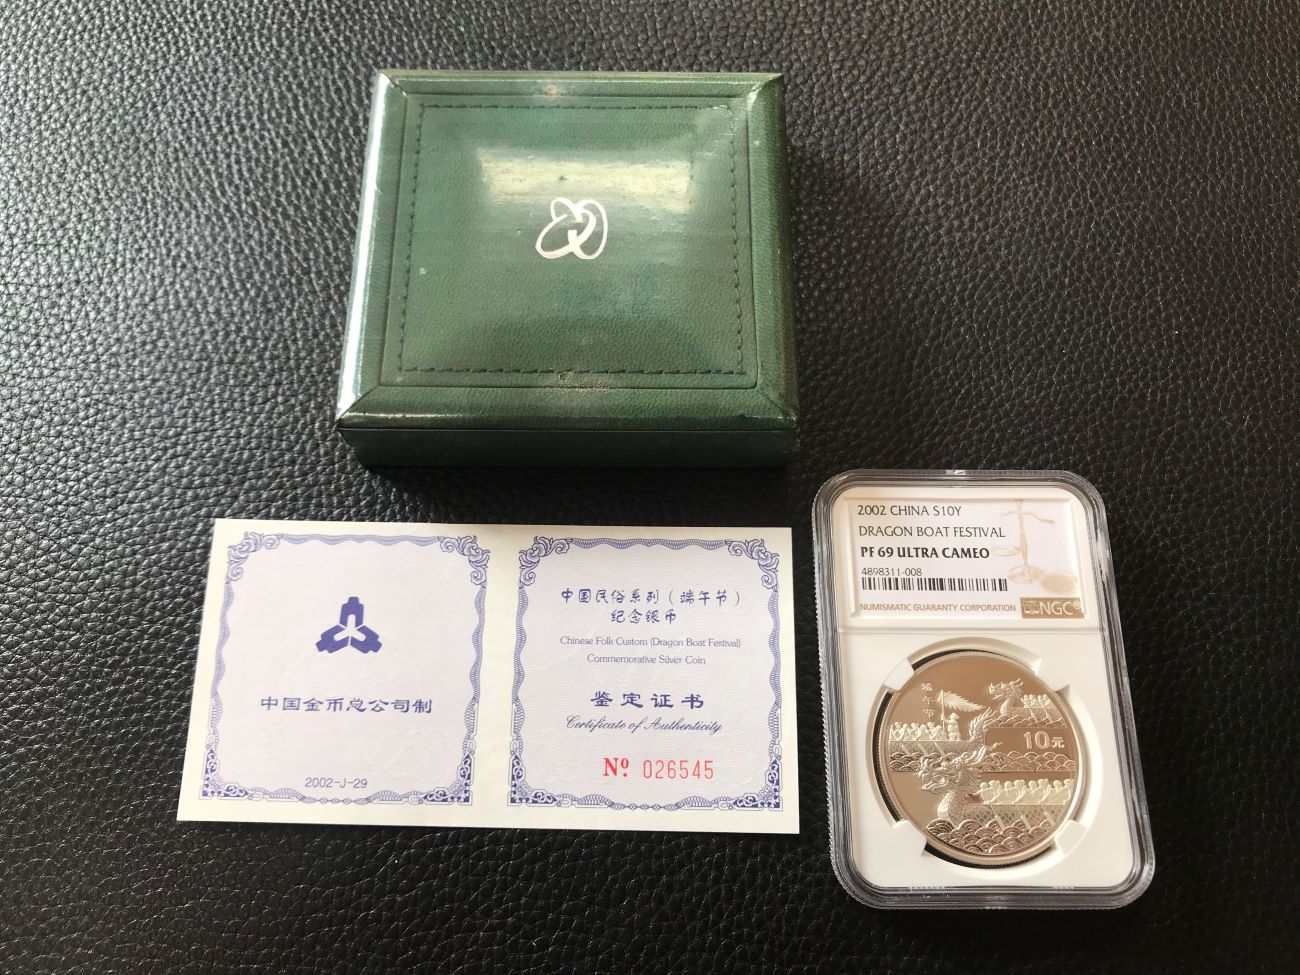 中国金币总公司制
2002-J-29
中国民俗系列(端午节)
纪念银币
Chinese Folk Custom (Dragon Boat Festival)
Commemorative Silver Coin
鉴定证书
Certificate of Authenticity
Nº 026545
2002 CHINA S10Y
DRAGON BOAT FESTIVAL
PF 69 ULTRA CAMEO
4898311-008
NUMISMATIC GUARANTY CORPORATION NGC®
端午节
10元